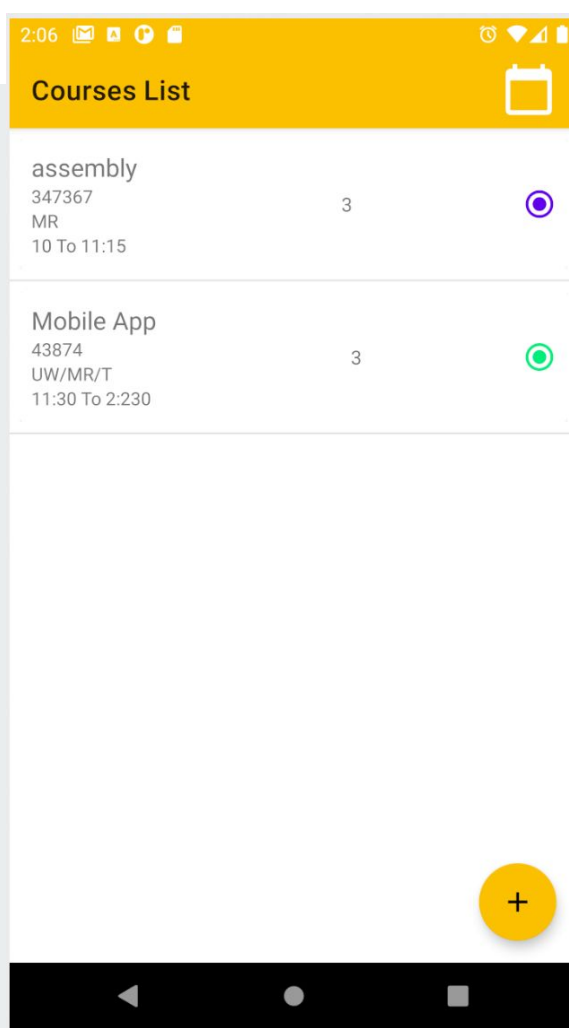 2:06
Courses List
assembly
347367
MR
10 To 11:15
3
Mobile App
43874
UW/MR/T
11:30 To 2:230
3
+